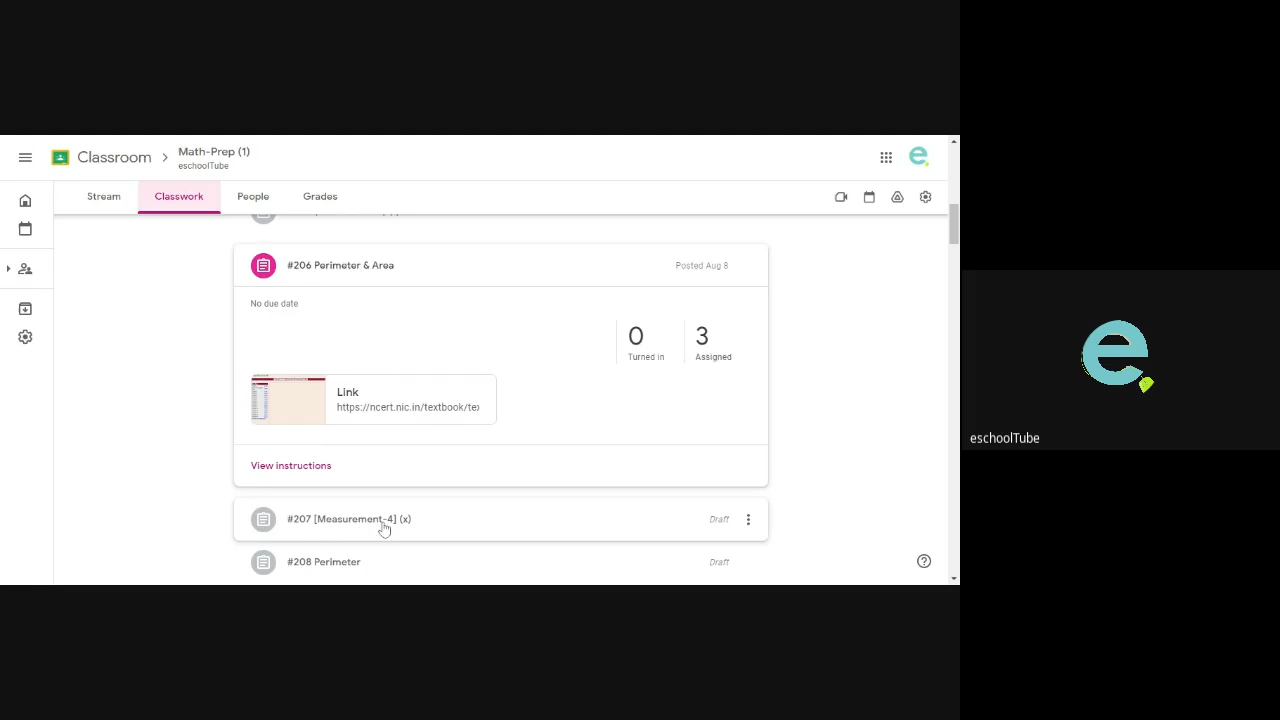 Classroom
Math-Prep (1)
eschoolTube
Stream
Classwork
People
Grades
#206 Perimeter & Area
Posted Aug 8
No due date
0
Turned in
3
Assigned
Link
https://ncert.nic.in/textbook/te
View instructions
#207 [Measurement-4] (x)
Draft
#208 Perimeter
Draft
e
eschoolTube